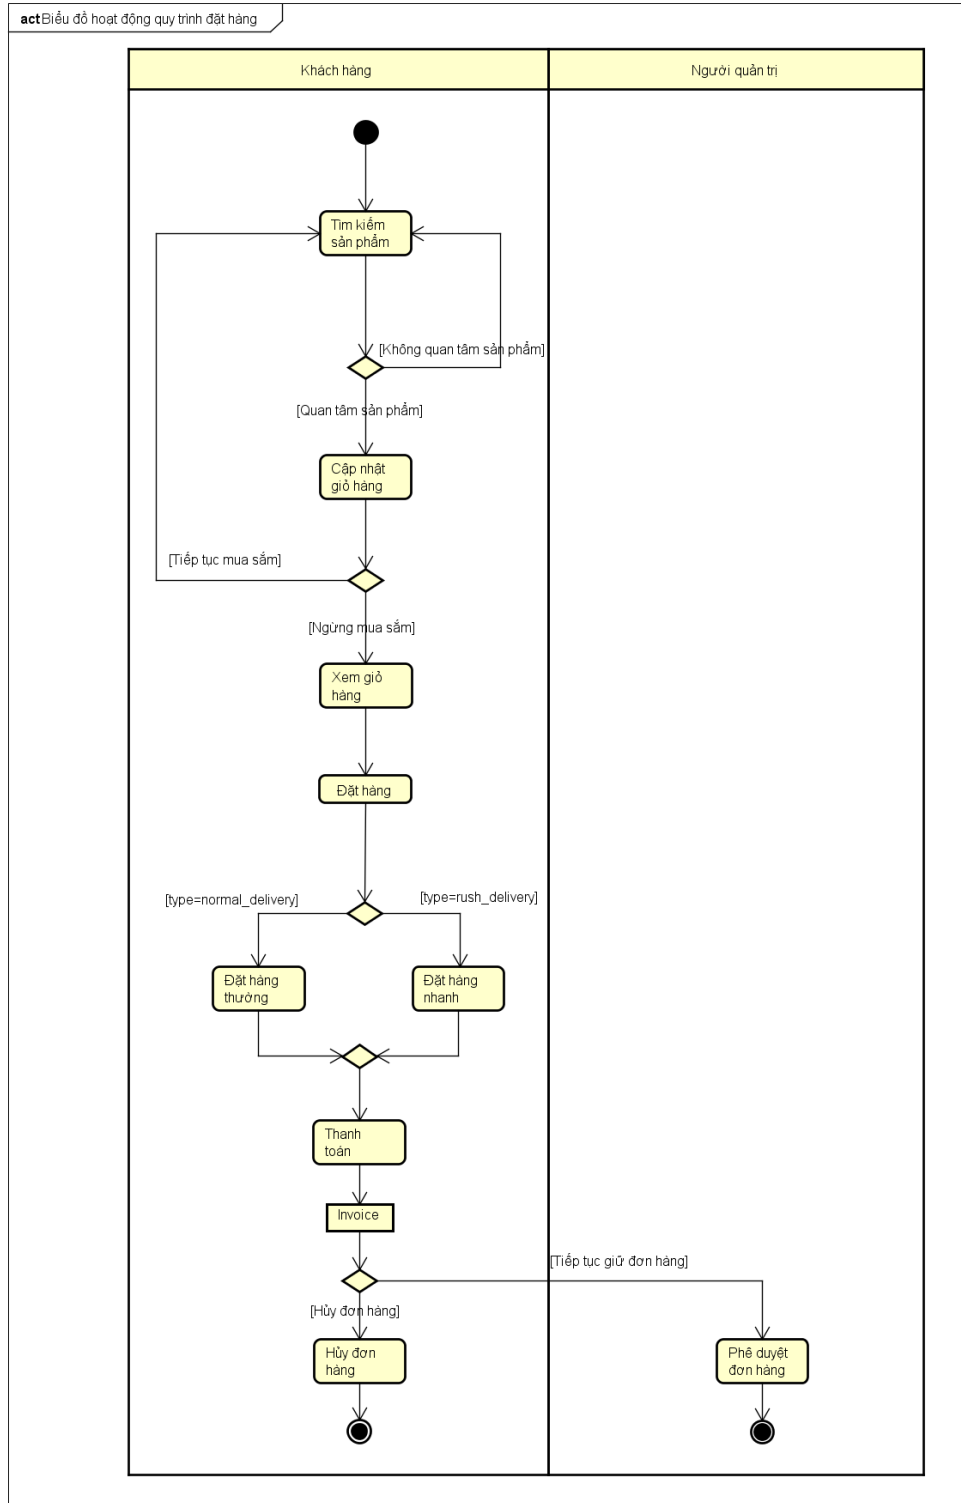 act Biểu đồ hoạt động quy trình đặt hàng
Khách hàng
Người quản trị
Tìm kiếm
sản phẩm
[Không quan tâm sản phẩm]
[Quan tâm sản phẩm]
Cập nhật
giỏ hàng
[Tiếp tục mua sắm]
[Ngừng mua sắm]
Xem giỏ
hàng
Đặt hàng
[type=normal_delivery]
[type=rush_delivery]
Đặt hàng
thường
Đặt hàng
nhanh
Thanh
toán
Invoice
[Tiếp tục giữ đơn hàng]
[Hủy đơn hàng]
Hủy đơn
hàng
Phê duyệt
đơn hàng